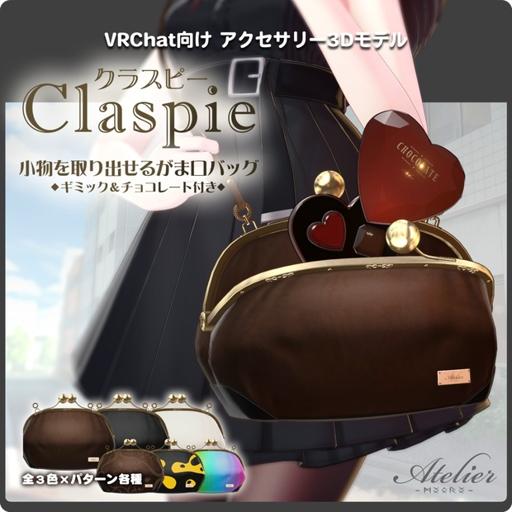 VRChat向け アクセサリー3Dモデル
クラスピー
Claspie
小物を取り出せるがま口バッグ
◆ギミック&チョコレート付き◆
CHOCOLATE
Atelier
全3色×パターン各種
Atelier